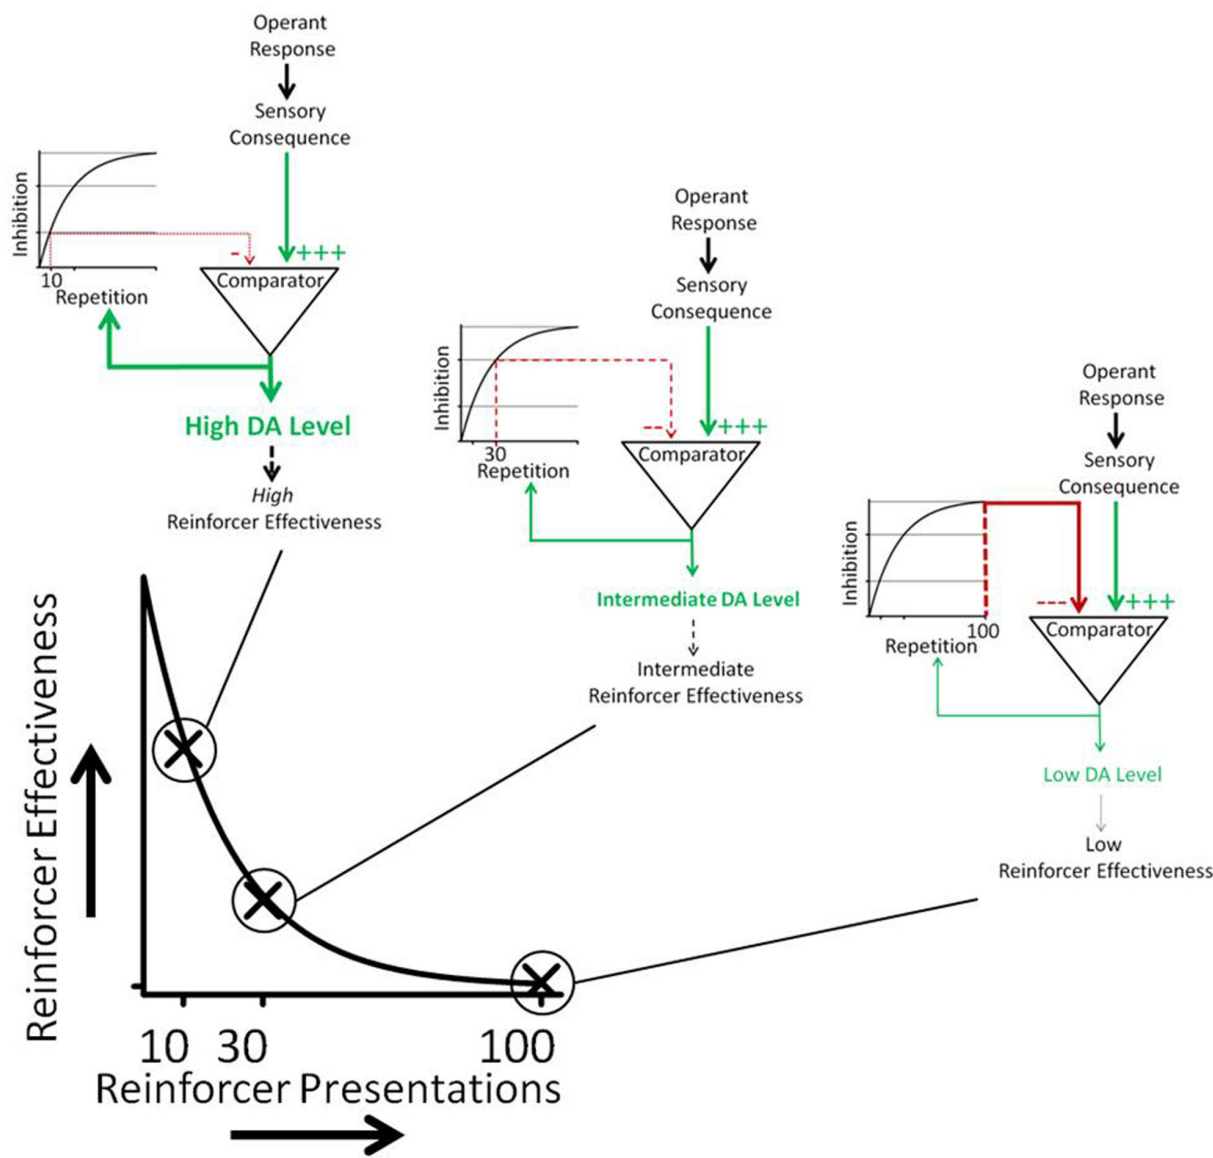 Operant
Response
Sensory
Consequence
Inhibition
10
Repetition
-
+++
Comparator
High DA Level
High
Reinforcer Effectiveness
Operant
Response
Sensory
Consequence
Inhibition
30
Repetition
--
+++
Comparator
Intermediate DA Level
Intermediate
Reinforcer Effectiveness
Operant
Response
Sensory
Consequence
Inhibition
100
Repetition
---
+++
Comparator
Low DA Level
Low
Reinforcer Effectiveness
Reinforcer Effectiveness
10 30 100
Reinforcer Presentations